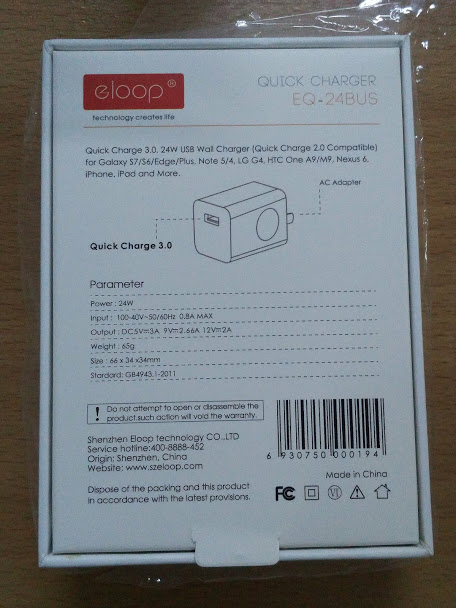 eloop®
technology creates life
QUICK CHARGER
EQ-24BUS
Quick Charge 3.0, 24W USB Wall Charger (Quick Charge 2.0 Compatible)
for Galaxy S7/S6/Edge/Plus, Note 5/4, LG G4, HTC One A9/M9, Nexus 6,
iPhone, iPad and More.
AC Adapter
Quick Charge 3.0
Parameter
Power : 24W
Input : 100-40V~50/60Hz 0.8A MAX
Output : DC5V⎓3A 9V⎓2.66A 12V⎓2A
Weight : 65g
Size : 66 x 34 x34mm
Stardard: GB4943.1-2011
! Do not attempt to open or disassemble the
product.such action will void the warranty.
Shenzhen Eloop technology CO.,LTD
Service hotline:400-8888-452
Origin: Shenzhen, China
Website: www.szeloop.com
6 930750 000194
Made in China
Dispose of the packing and this product
in accordance with the latest provisions.
FC VI